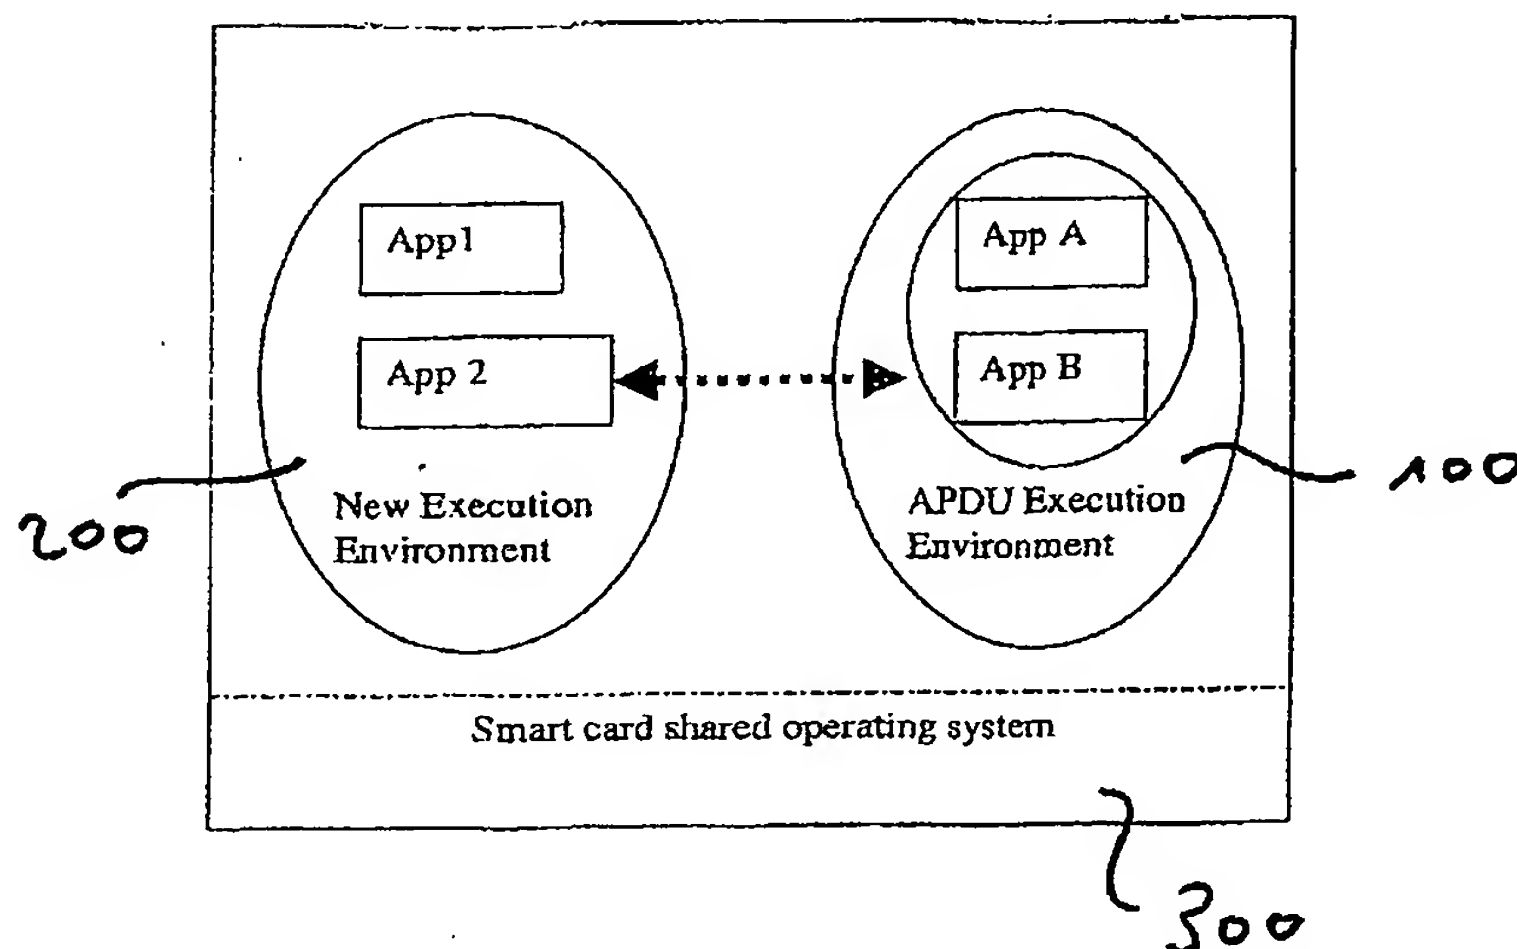 App1
App A
App 2
App B
New Execution
Environment
APDU Execution
Environment
200
100
Smart card shared operating system
300